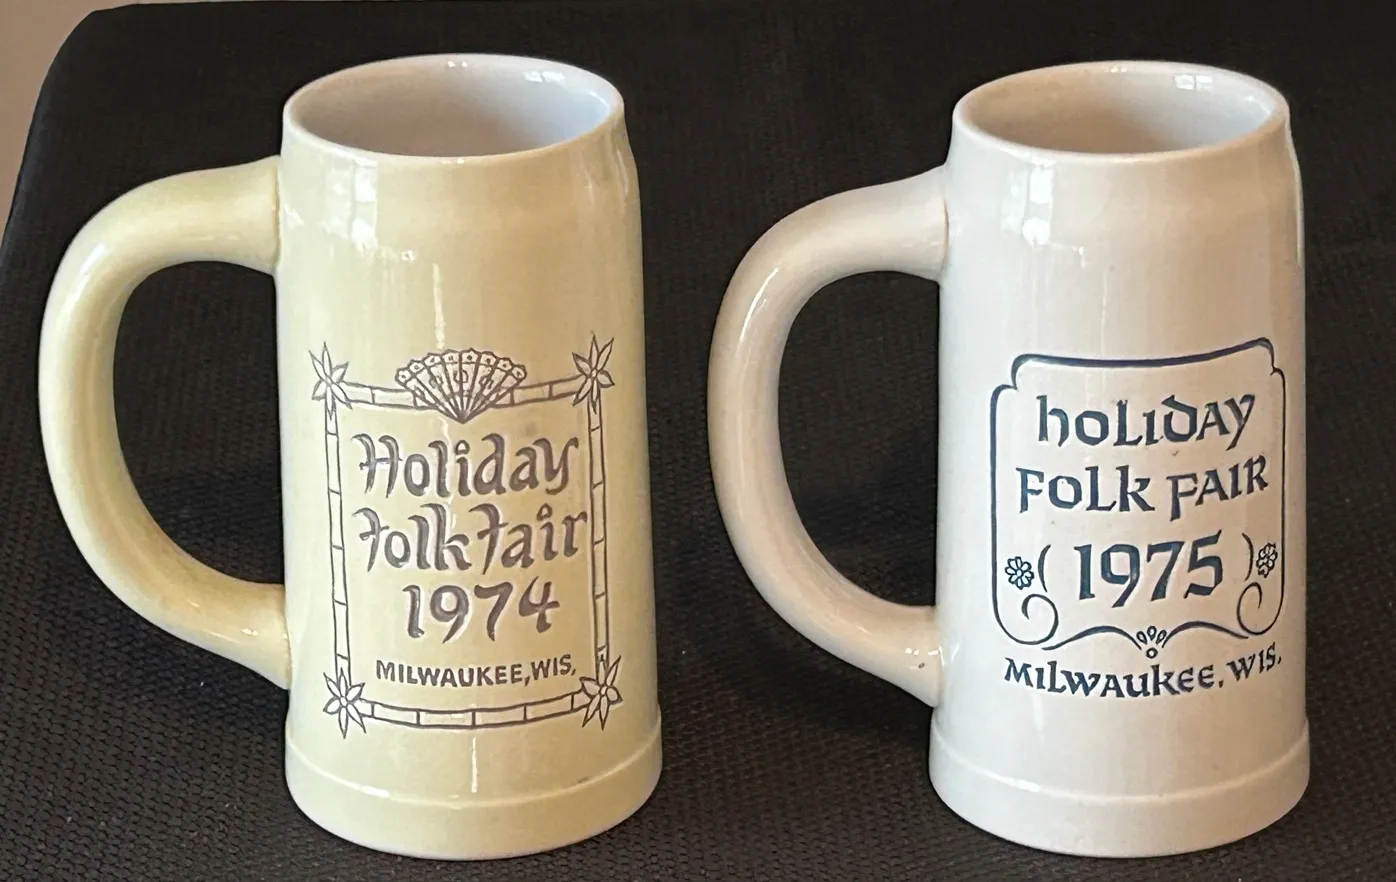 Holiday
Folk Fair
1974
MILWAUKEE, WIS.
holiday
Folk Fair
1975
Milwaukee, Wis.